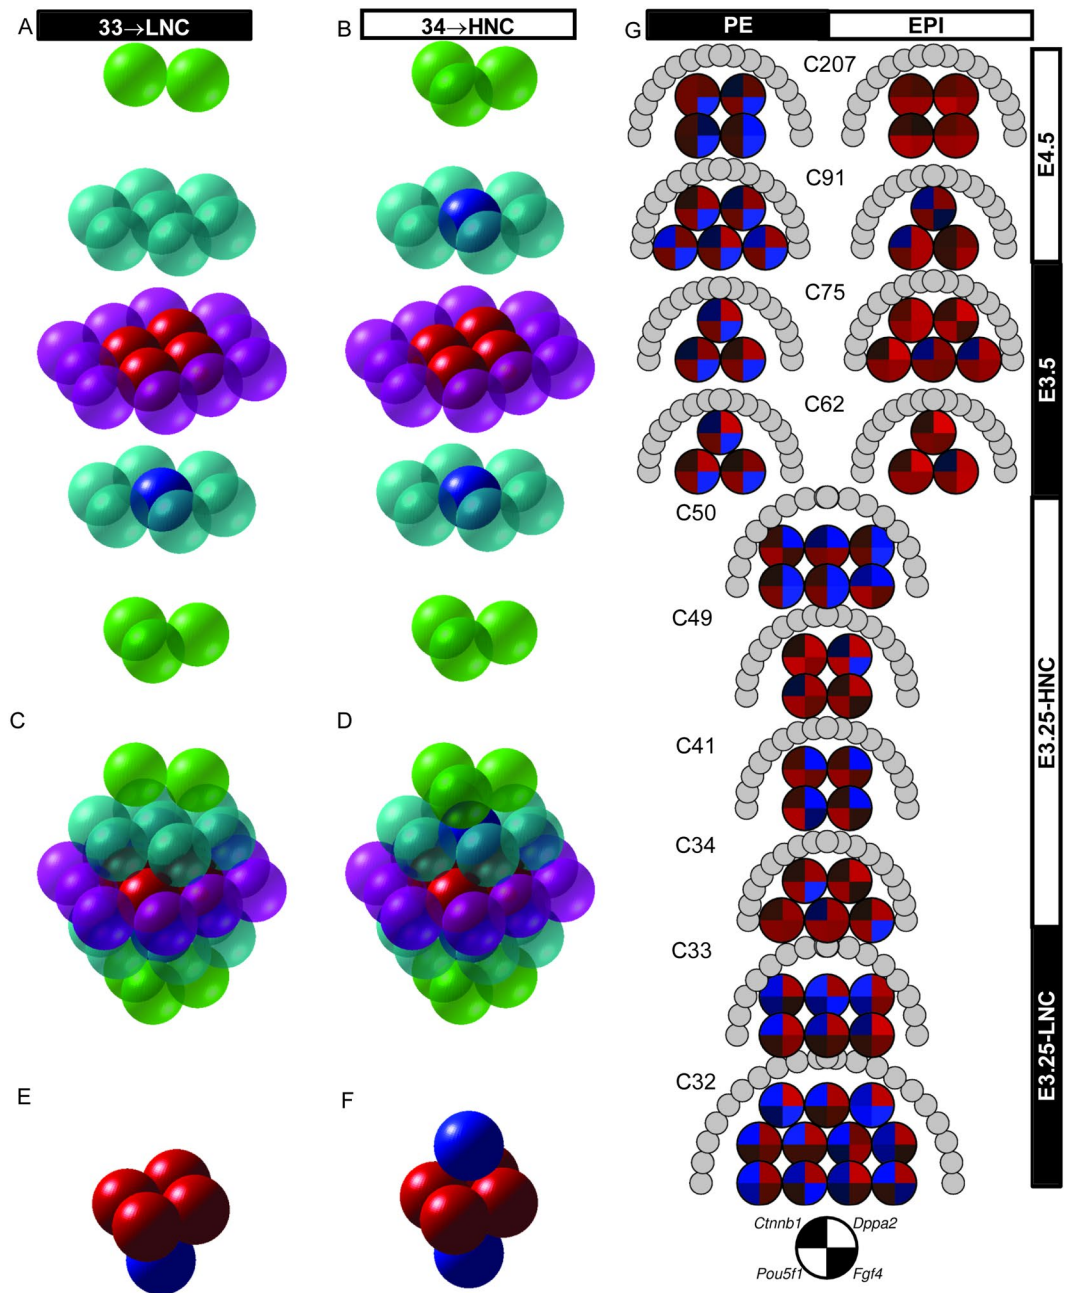 A
33→LNC
B
34→HNC
G
PE
EPI
C207
E4.5
C91
C75
E3.5
C62
C50
C49
E3.25-HNC
C
D
C41
C34
C33
E3.25-LNC
E
F
C32
Ctnnb1
Dppa2
Pou5f1
Fgf4